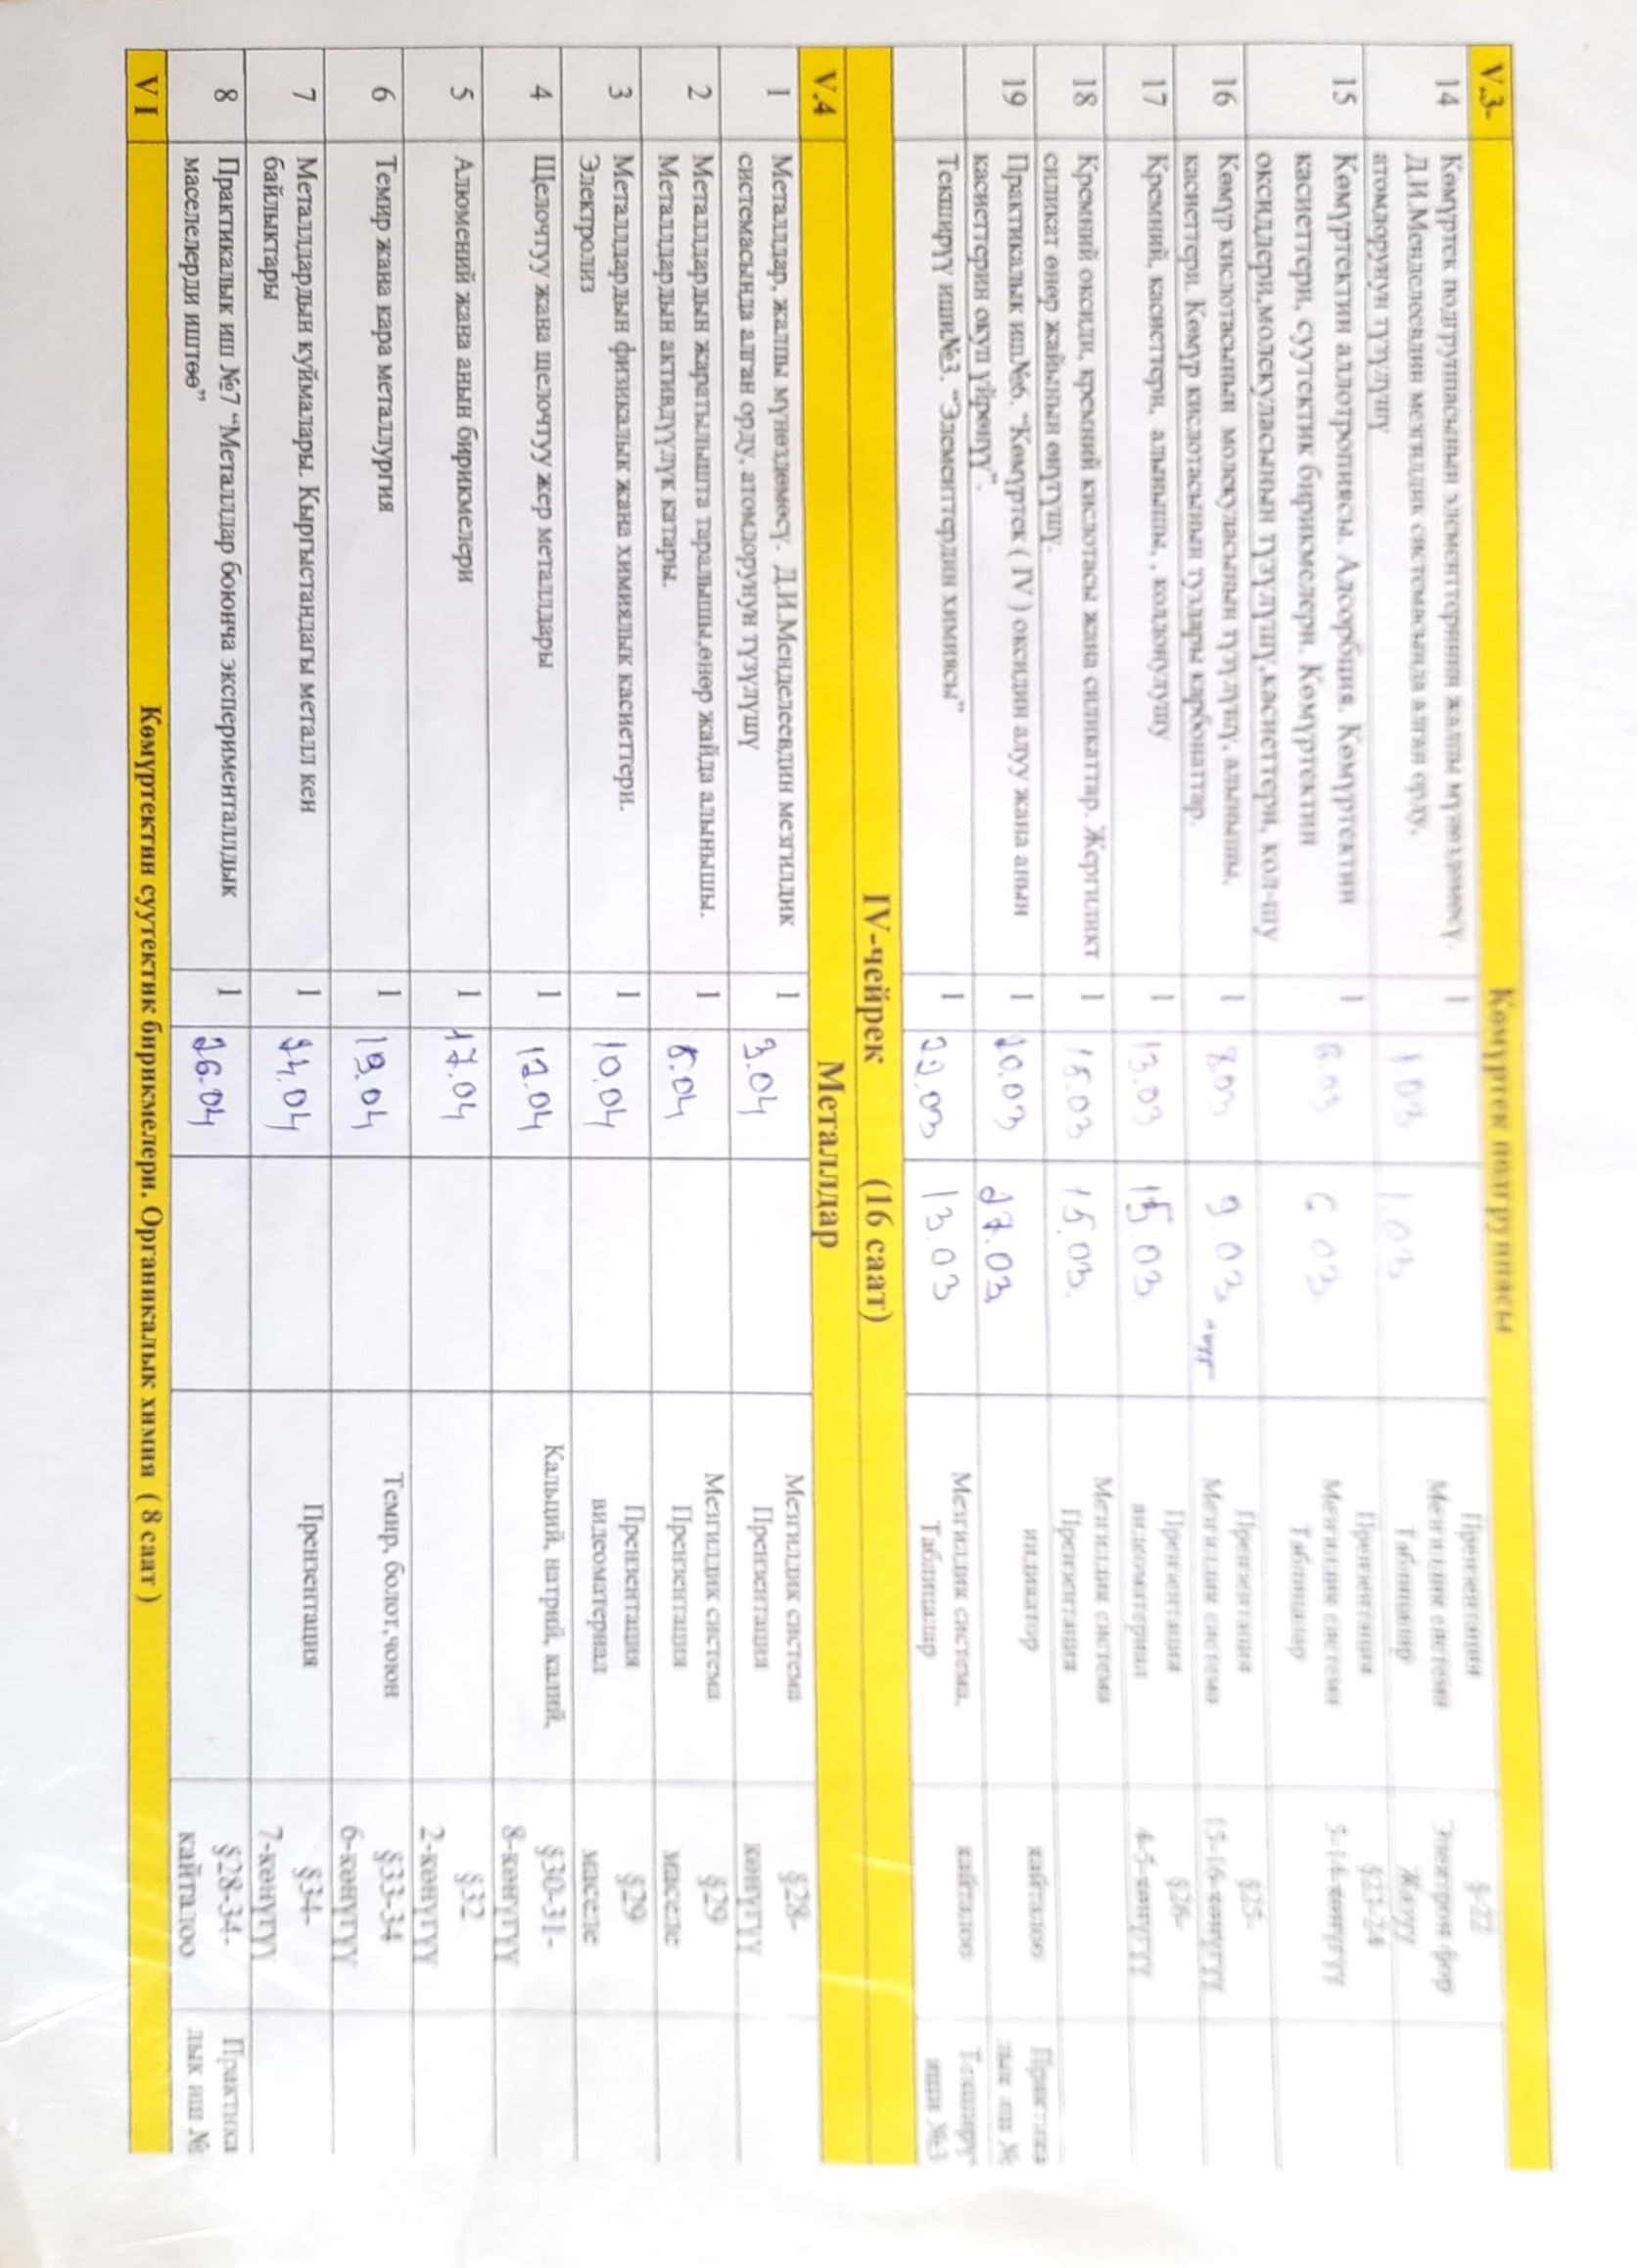 V.3- Көмүртек подгруппасы
14 Көмүртек подгруппасынын элементтеринин жалпы мүнөздөмөсү. 1 1.03 1.03 Презентация §-22
Д.И.Менделеевдин мезгилдик системасында алган орду, Мезгилдик система Электрон фор
атомдорунун түзүлүшү Таблицалар Жазуу
15 Көмүртектин аллотропиясы. Адсорбция. Көмүртектин 1 6.03 6 03 Презентация §23-24
касиеттери, суутектик бирикмелери. Көмүртектин Мезгилдик система 5-14-көнүгүү
оксидлери,молекуласынын түзүлүшү,касиеттери, кол-шу Таблицалар
16 Көмүр кислотасынын молекуласынын түзүлүшү, алынышы, 1 8.03 9.03 Презентация §25-
касиеттери. Көмүр кислотасынын туздары карбонаттар. Мезгилдик система 15-16-көнүгүү
17 Кремний, касиеттери, алынышы, , колдонулушу 1 13.03 15 03 Презентация §26-
видеоматериал 4-5-көнүгүү
18 Кремний оксиди, кремний кислотасы жана силикаттар. Жергиликт 1 15.03 15.03. Мезгилдик система
силикат өнөр жайынын өнүгүшү. Презентация
19 Практикалык иш№6. “Көмүртек ( IV ) оксидин алуу жана анын 1 20.03 27.03 индикатор кайталоо
касиеттерин окуп үйрөнүү”.
Текширүү иши№3. “Элементтердин химиясы” 1 22.03 13.03 Мезгилдик система, кайталоо
Таблицалар
IV-чейрек (16 саат)
V.4 Металлдар
1 Металлдар, жалпы мүнөздөмөсү. Д.И.Менделеевдин мезгилдик 1 3.04 Мезгилдик система §28-
системасында алган орду, атомдорунун түзүлүшү Презентация көнүгүү
2 Металлдардын жаратылышта таралышы,өнөр жайда алынышы. 1 5.04 Мезгилдик система §29
Металлдардын активдүүлүк катары. Презентация маселе
3 Металлдардын физикалык жана химиялык касиеттери. 1 10.04 Презентация §29
Электролиз видеоматериал маселе
4 Щелочтуу жана щелочтуу жер металлдары 1 12.04 Кальций, натрий, калий, §30-31-
8-көнүгүү
5 Алюмений жана анын бирикмелери 1 17.04 §32
2-көнүгүү
6 Темир жана кара металлургия 1 19.04 Темир, болот,чоюн §33-34
6-көнүгүү
7 Металлдардын куймалары. Кыргыстандагы металл кен 1 24.04 Презентация §34-
байлыктары 7-көнүгүү
8 Практикалык иш №7 “Металлдар боюнча эксперименталдык 1 26.04 §28-34- Практика
маселелерди иштөө” кайталоо лык иш №
V I Көмүртектин суутектик бирикмелери. Органикалык химия ( 8 саат )